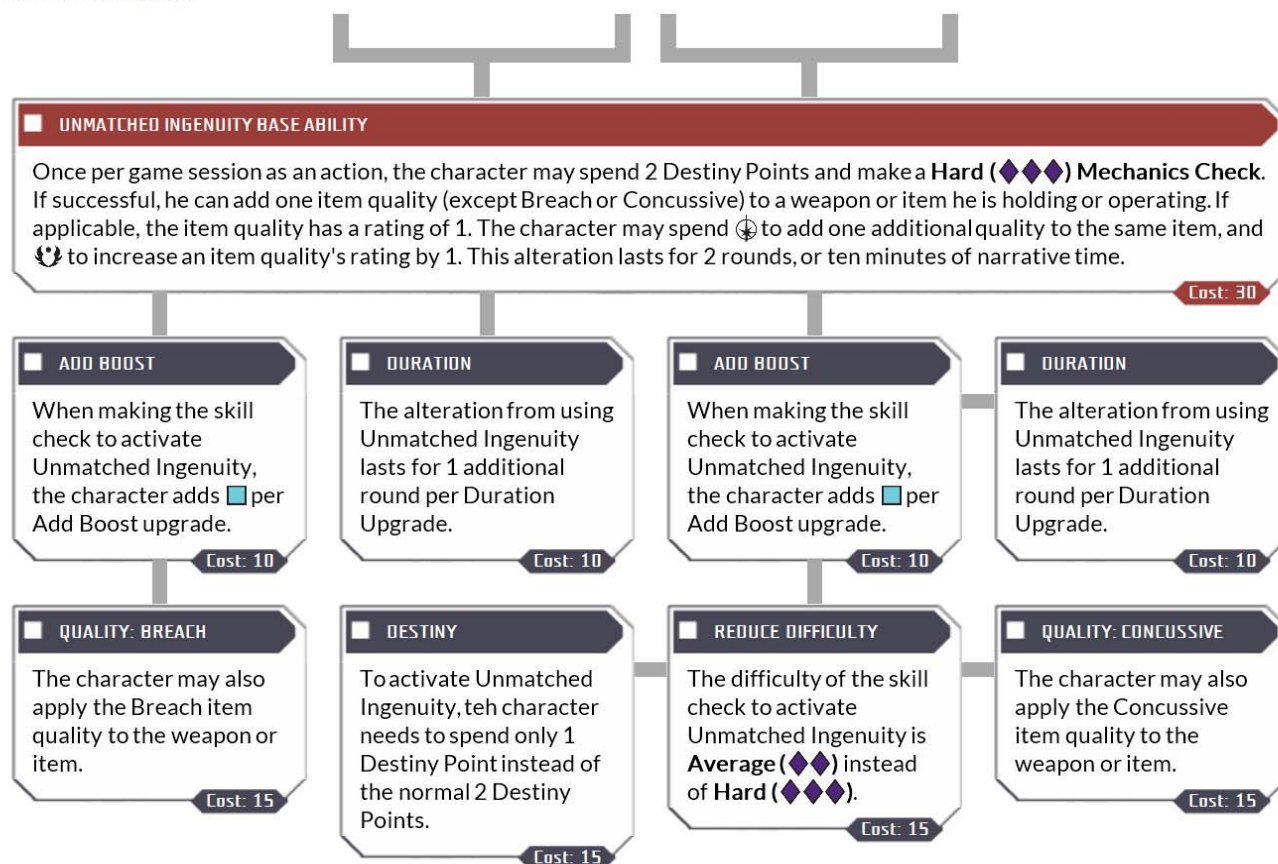 UNMATCHED INGENUITY BASE ABILITY
Once per game session as an action, the character may spend 2 Destiny Points and make a Hard (◆◆◆) Mechanics Check.
If successful, he can add one item quality (except Breach or Concussive) to a weapon or item he is holding or operating. If
applicable, the item quality has a rating of 1. The character may spend to add one additional quality to the same item, and
to increase an item quality's rating by 1. This alteration lasts for 2 rounds, or ten minutes of narrative time.
Cost: 30
ADD BOOST
When making the skill
check to activate
Unmatched Ingenuity,
the character adds per
Add Boost upgrade.
Cost: 10
DURATION
The alteration from using
Unmatched Ingenuity
lasts for 1 additional
round per Duration
Upgrade.
Cost: 10
ADD BOOST
When making the skill
check to activate
Unmatched Ingenuity,
the character adds per
Add Boost upgrade.
Cost: 10
DURATION
The alteration from using
Unmatched Ingenuity
lasts for 1 additional
round per Duration
Upgrade.
Cost: 10
QUALITY: BREACH
The character may also
apply the Breach item
quality to the weapon or
item.
Cost: 15
DESTINY
To activate Unmatched
Ingenuity, teh character
needs to spend only 1
Destiny Point instead of
the normal 2 Destiny
Points.
Cost: 15
REDUCE DIFFICULTY
The difficulty of the skill
check to activate
Unmatched Ingenuity is
Average (◆◆) instead
of Hard (◆◆◆).
Cost: 15
QUALITY: CONCUSSIVE
The character may also
apply the Concussive
item quality to the
weapon or item.
Cost: 15